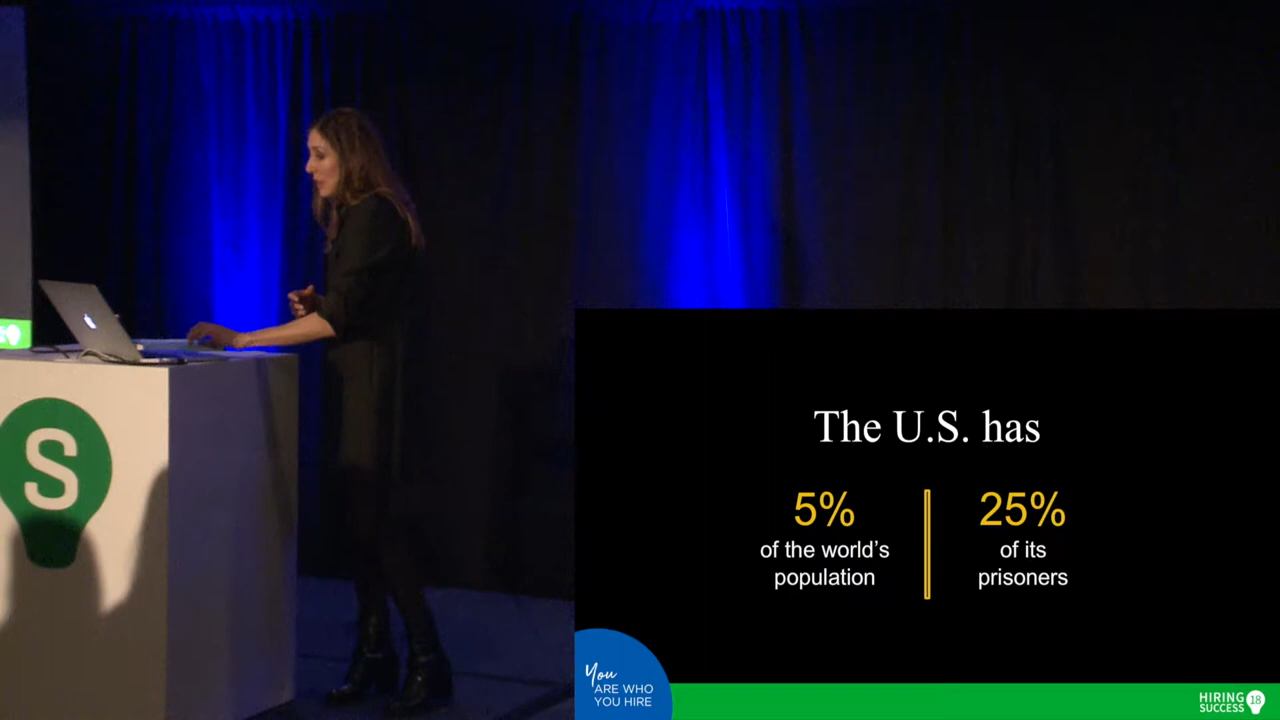 S
The U.S. has
5%
of the world's
population
25%
of its
prisoners
You
ARE WHO
YOU HIRE
HIRING
SUCCESS
18